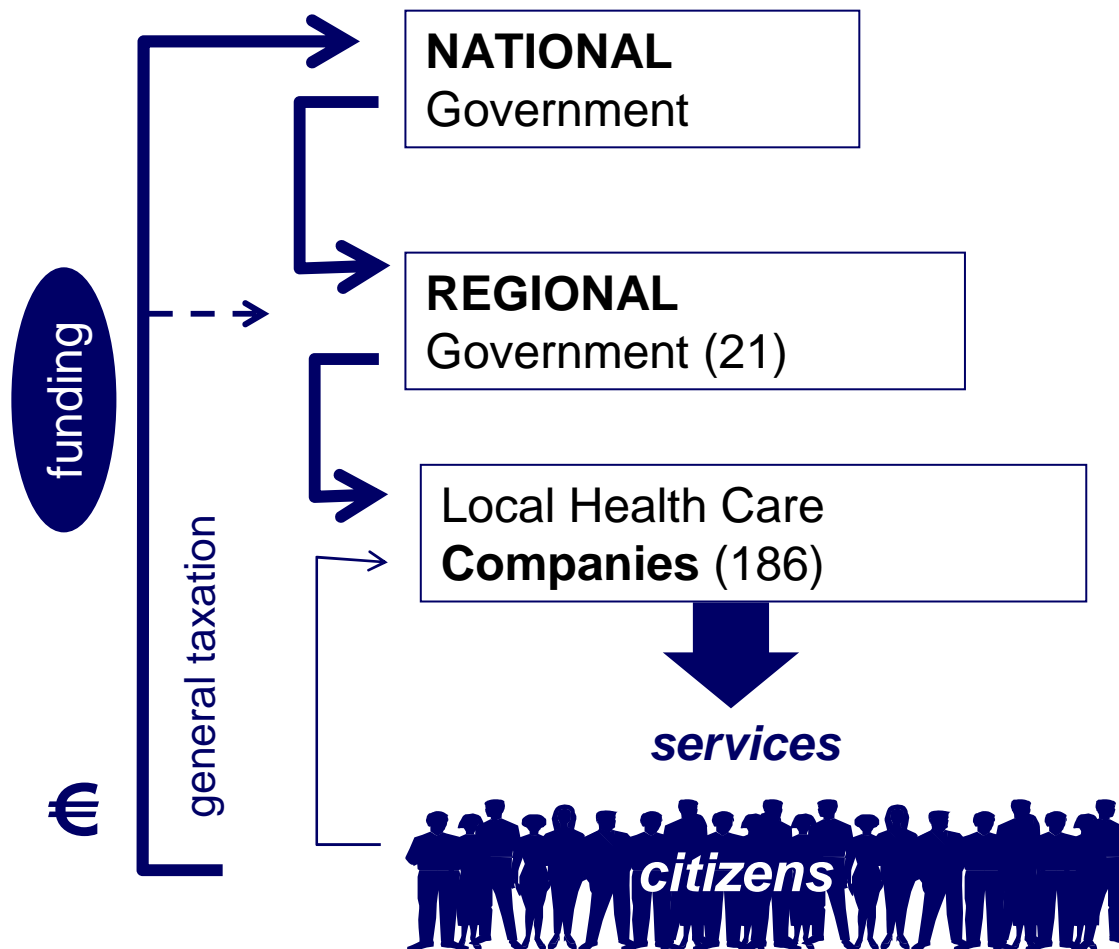 NATIONAL
Government
REGIONAL
Government (21)
funding
Local Health Care
Companies (186)
general taxation
services
€
citizens